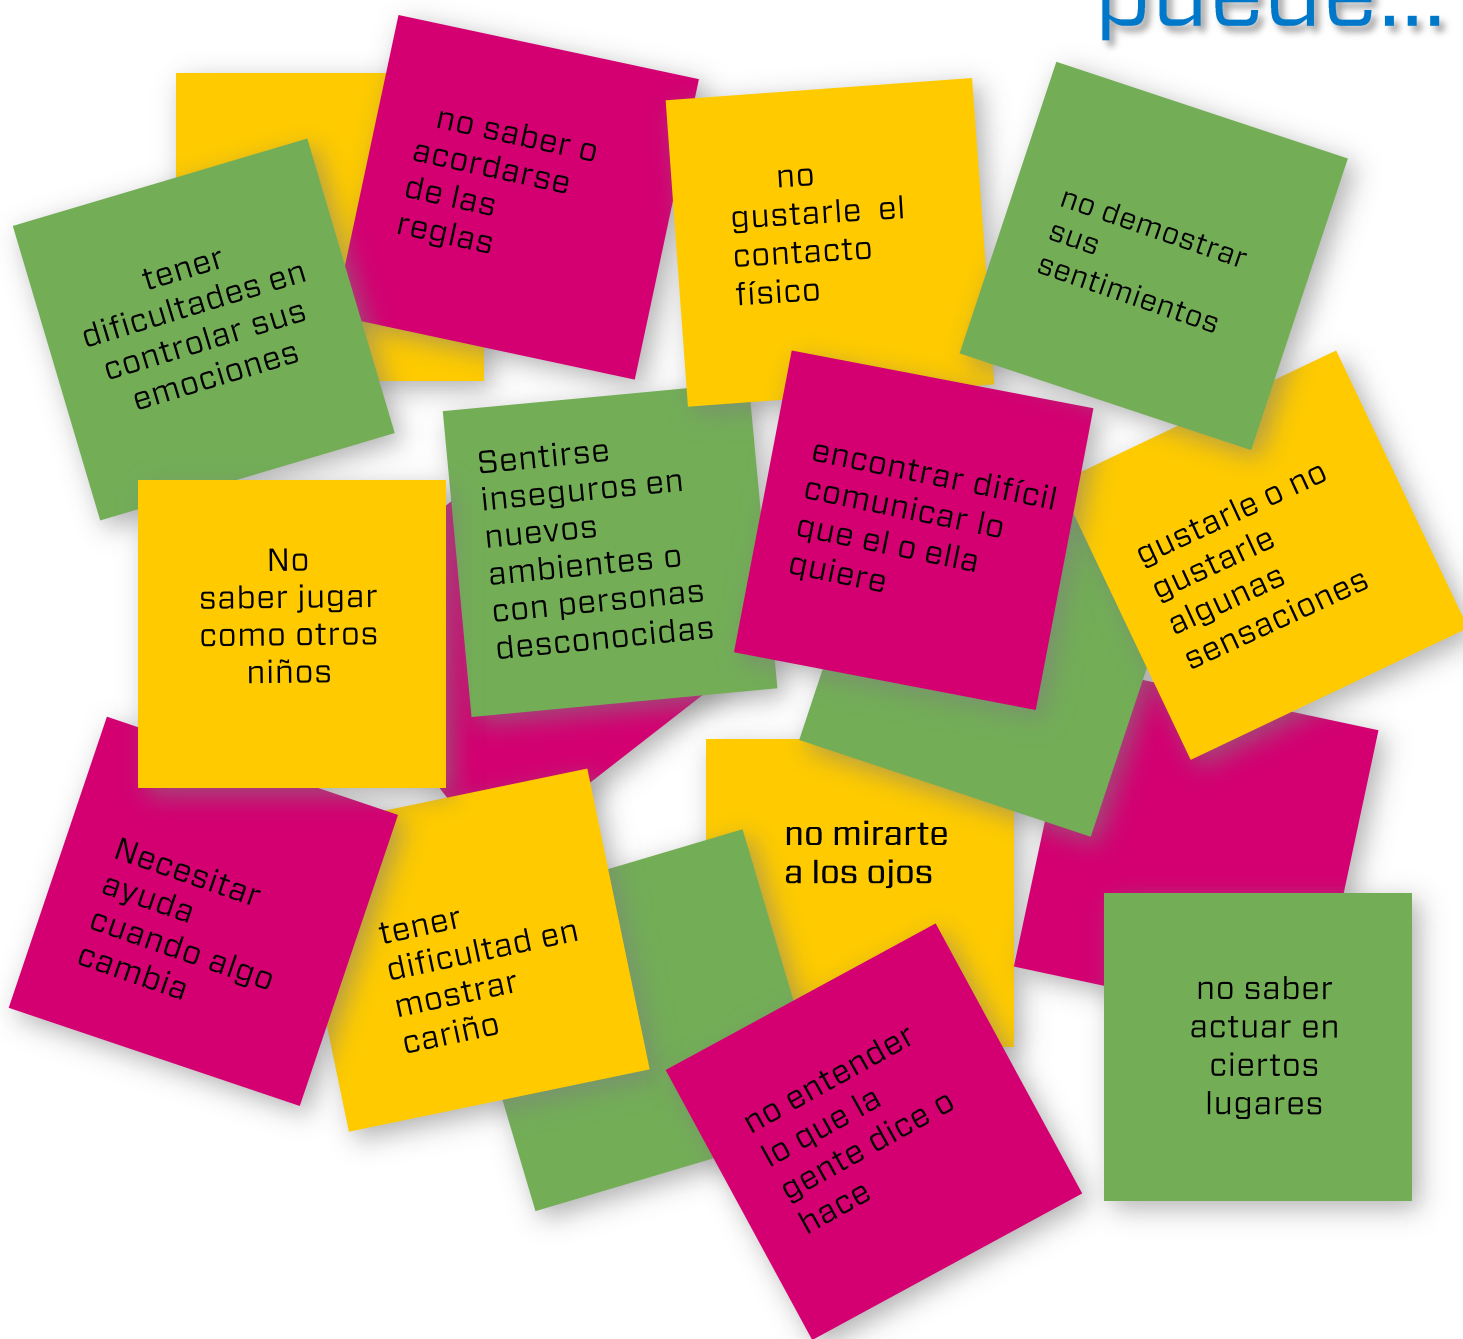 puede...
no saber o
acordarse
de las
reglas
no
gustarle el
contacto
físico
no demostrar
sus
sentimientos
tener
dificultades en
controlar sus
emociones
Sentirse
inseguros en
nuevos
ambientes o
con personas
desconocidas
encontrar difícil
comunicar lo
que el o ella
quiere
gustarle o no
gustarle
algunas
sensaciones
No
saber jugar
como otros
niños
Necesitar
ayuda
cuando algo
cambia
tener
dificultad en
mostrar
cariño
no mirarte
a los ojos
no entender
lo que la
gente dice o
hace
no saber
actuar en
ciertos
lugares